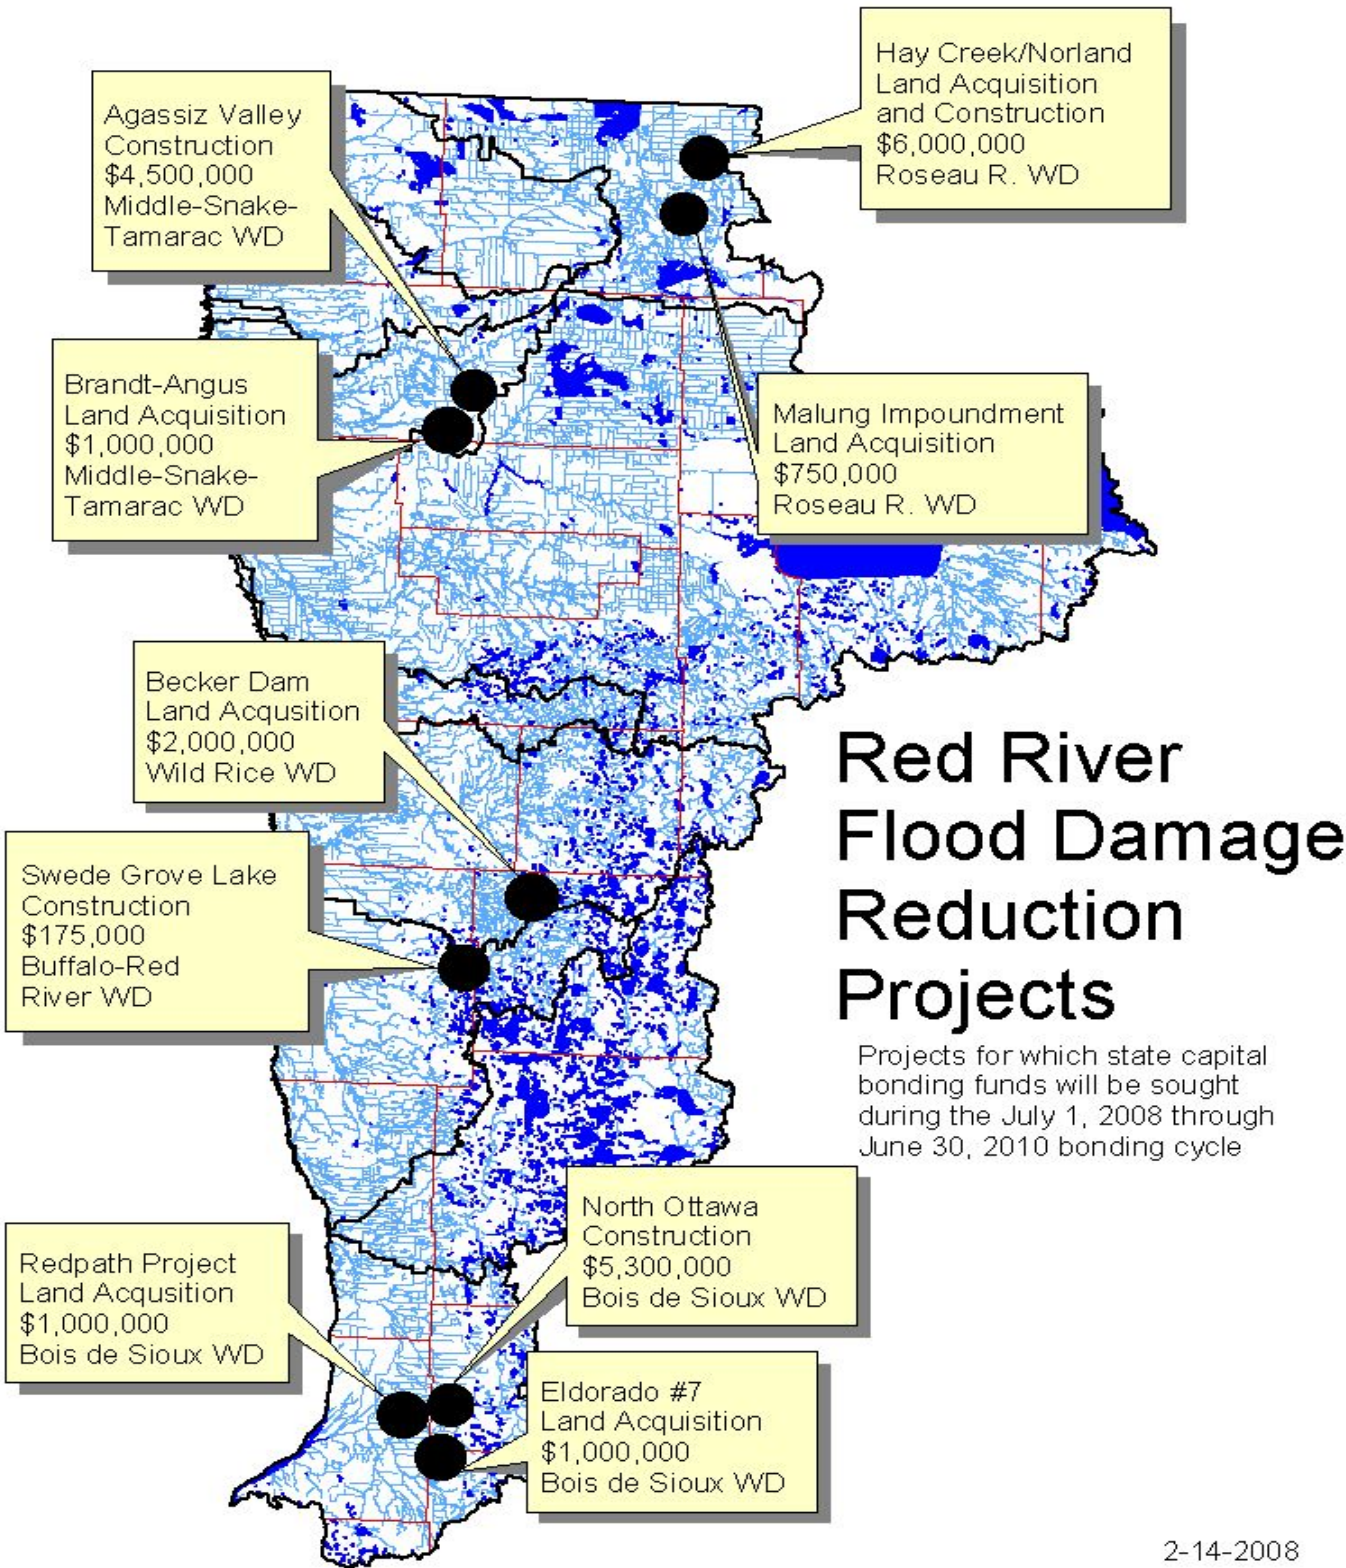 Hay Creek/Norland
Land Acquisition
and Construction
$6,000,000
Roseau R. WD
Agassiz Valley
Construction
$4,500,000
Middle-Snake-
Tamarac WD
Brandt-Angus
Land Acquisition
$1,000,000
Middle-Snake-
Tamarac WD
Malung Impoundment
Land Acquisition
$750,000
Roseau R. WD
Becker Dam
Land Acqusition
$2,000,000
Wild Rice WD
Swede Grove Lake
Construction
$175,000
Buffalo-Red
River WD
Red River
Flood Damage
Reduction
Projects
Projects for which state capital
bonding funds will be sought
during the July 1, 2008 through
June 30, 2010 bonding cycle
North Ottawa
Construction
$5,300,000
Bois de Sioux WD
Redpath Project
Land Acqusition
$1,000,000
Bois de Sioux WD
Eldorado #7
Land Acquisition
$1,000,000
Bois de Sioux WD
2-14-2008